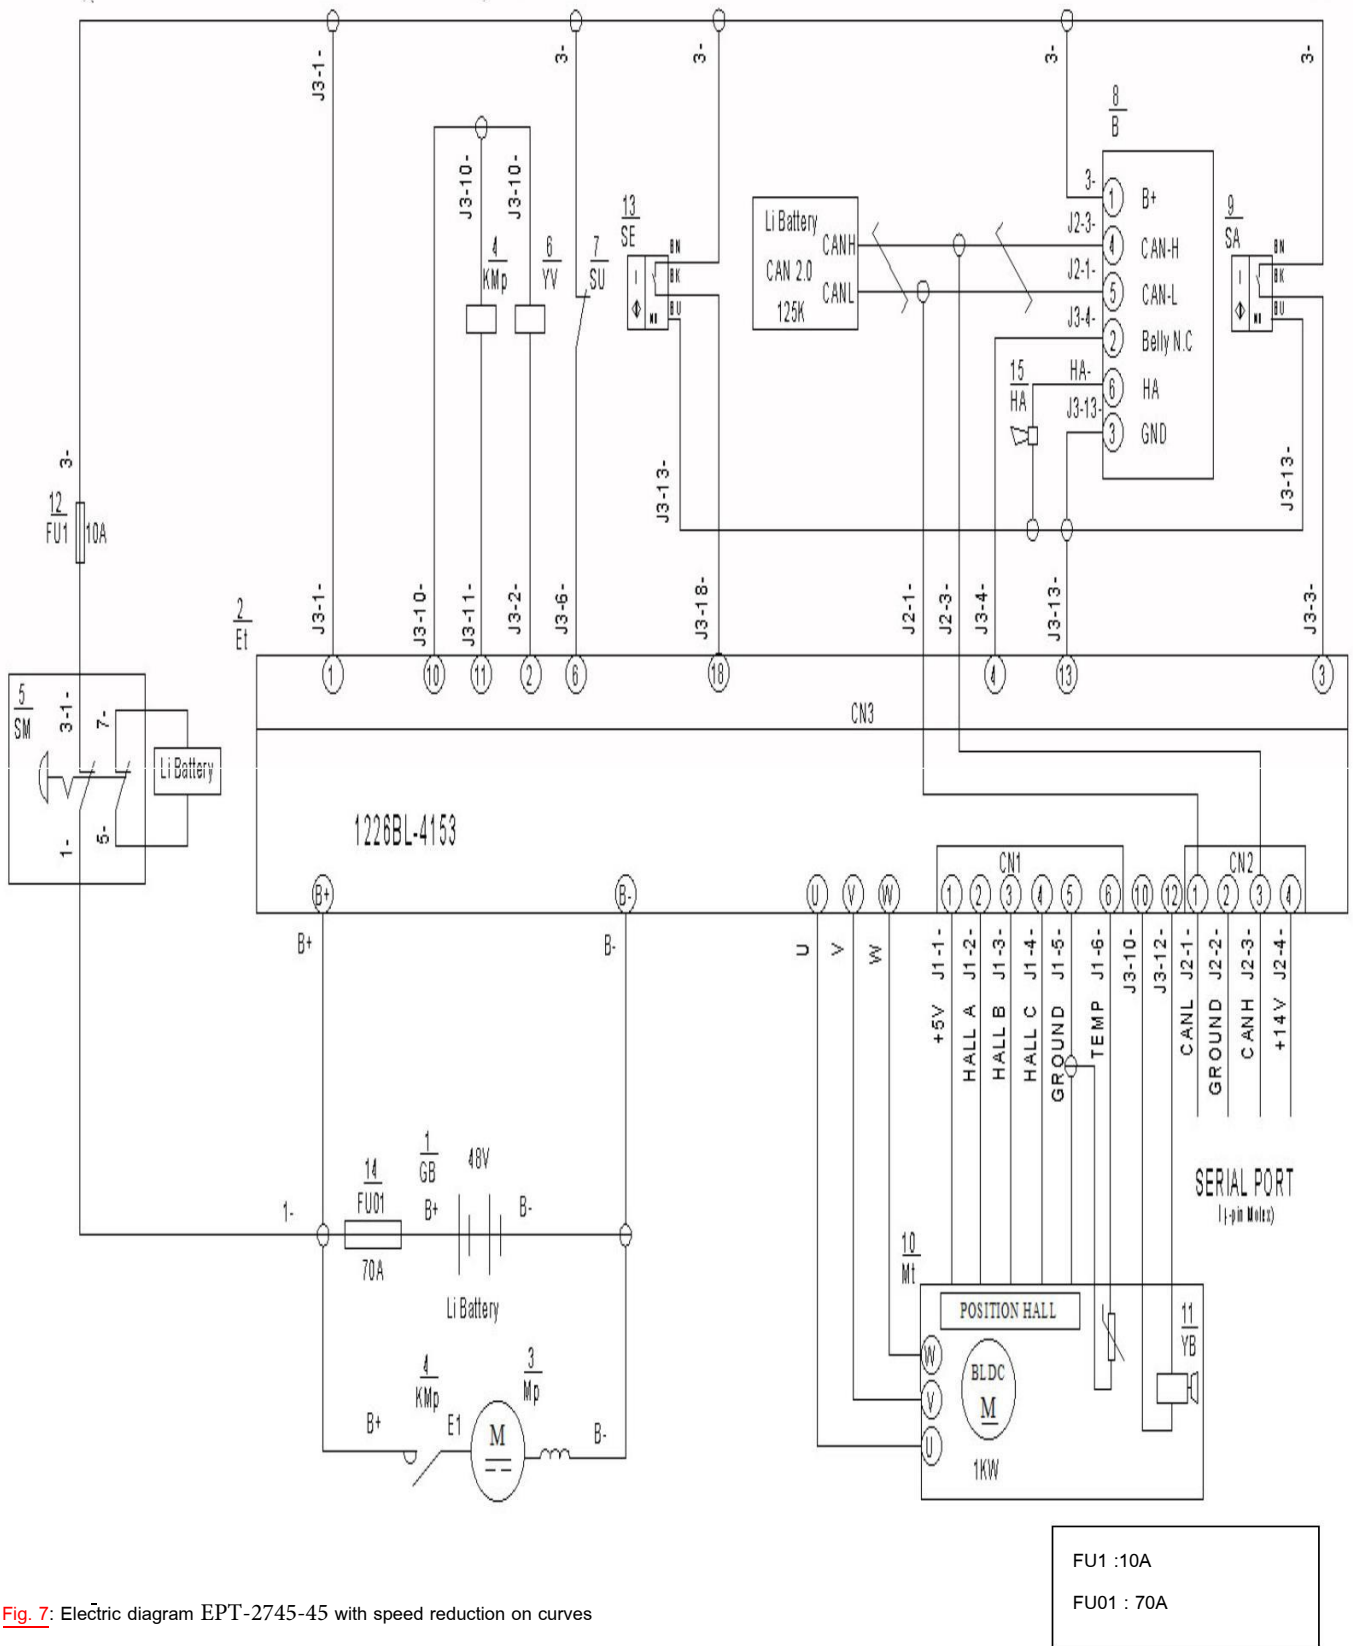 J3-1-
3-
3-
3-
3-
8
B
J3-10-
J3-10-
4
KMp
6
YV
7
SU
13
SE
BN
BK
BU
Li Battery
CAN 2.0
125K
CANH
CANL
3-
1
B+
J2-3-
4
CAN-H
J2-1-
5
CAN-L
J3-4-
2
Belly N.C
HA-
6
HA
J3-13-
3
GND
9
SA
BN
BK
BU
15
HA
3-
12
FU1
10A
J3-13-
J3-13-
2
Et
J3-1-
J3-10-
J3-11-
J3-2-
J3-6-
J3-18-
J2-1-
J2-3-
J3-4-
J3-13-
J3-3-
1
10
11
2
6
18
4
13
3
CN3
5
SM
3-1-
7-
1-
5-
Li Battery
1226BL-4153
CN1
CN2
B+
B-
U
V
W
1
2
3
4
5
6
10
12
1
2
3
4
B+
B-
U
V
W
+5V J1-1-
HALL A J1-2-
HALL B J1-3-
HALL C J1-4-
GROUND J1-5-
TEMP J1-6-
J3-10-
J3-12-
CANL J2-1-
GROUND J2-2-
CANH J2-3-
+14V J2-4-
SERIAL PORT
1-
14
FU01
70A
1
GB
48V
B+
B-
Li Battery
10
Mt
POSITION HALL
BLDC
M
1KW
W
V
U
11
YB
4
KMp
3
Mp
B+
E1
M
B-
FU1 :10A
FU01 : 70A
Fig. 7: Electric diagram EPT-2745-45 with speed reduction on curves